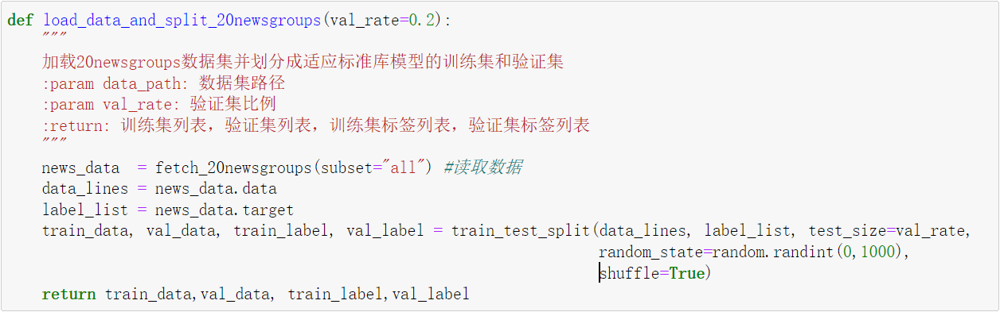 def load_data_and_split_20newsgroups(val_rate=0.2):
    """
    加载20newsgroups数据集并划分成适应标准库模型的训练集和验证集
    :param data_path: 数据集路径
    :param val_rate: 验证集比例
    :return: 训练集列表，验证集列表，训练集标签列表，验证集标签列表
    """
    news_data  = fetch_20newsgroups(subset="all") #读取数据
    data_lines = news_data.data
    label_list = news_data.target
    train_data, val_data, train_label, val_label = train_test_split(data_lines, label_list, test_size=val_rate,
                                                                    random_state=random.randint(0,1000),
                                                                    shuffle=True)
    return train_data,val_data, train_label,val_label